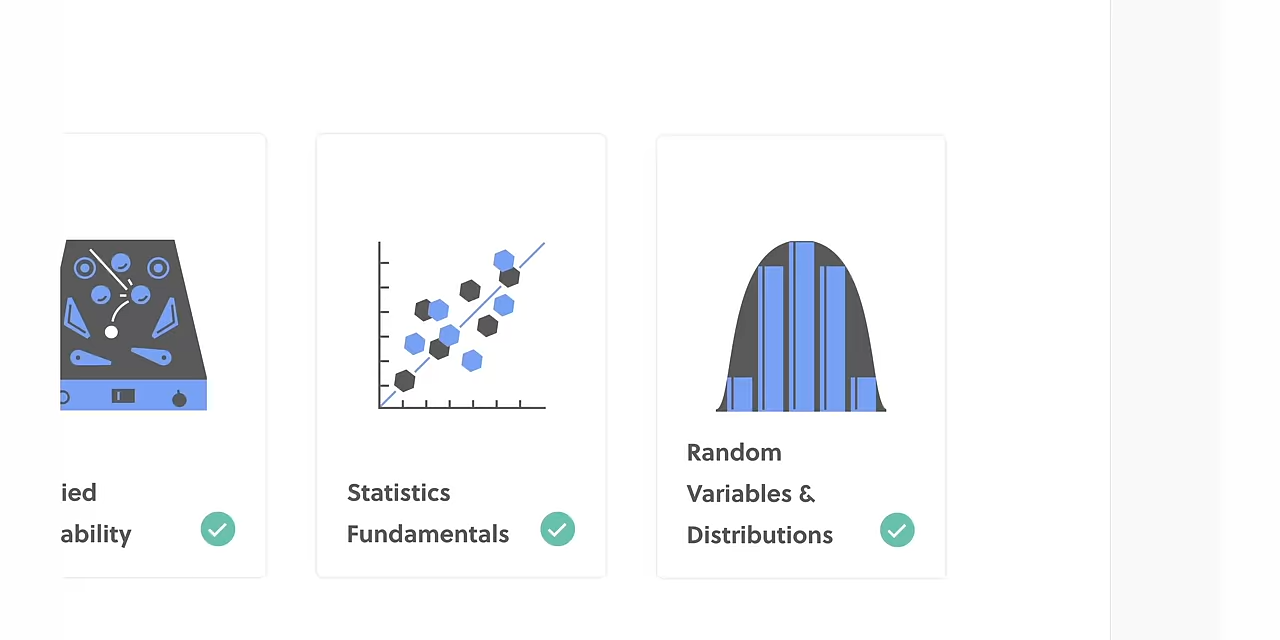 ied
ability
Statistics
Fundamentals
Random
Variables &
Distributions